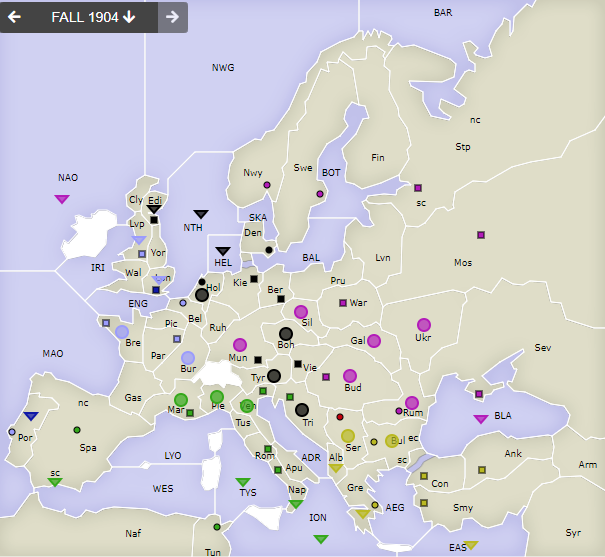 FALL 1904
BAR
NWG
nc
Stp
Fin
Swe
BOT
Nwy
NAO
sc
Cly
Edi
SKA
NTH
Den
Lvp
Mos
Yor
HEL
BAL
Lvn
IRI
Wal
Lon
Kie
Ber
Pru
War
Hol
ENG
Bel
Ruh
Sil
Pic
Bre
Gal
Ukr
Boh
MAO
Par
Mun
Sev
Bur
Vie
Tyr
Bud
nc
Gas
Mar
Pie
Ven
Tri
Rum
BLA
Tus
Por
Spa
Ser
Bul
ec
Ank
Rom
Alb
sc
LYO
ADR
Arm
sc
Apu
Con
WES
TYS
Nap
Gre
AEG
Smy
ION
Naf
Syr
EAS
Tun